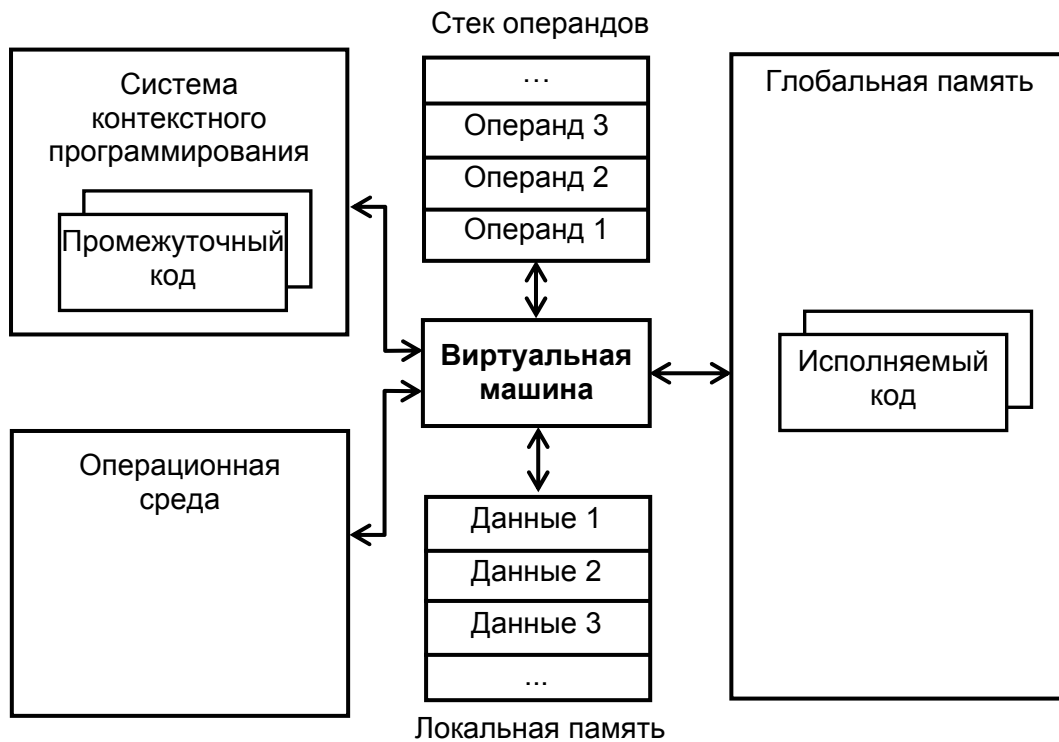 Стек операндов
Система
контекстного
программирования
Промежуточный
код
…
Операнд 3
Операнд 2
Операнд 1
Глобальная память
Виртуальная
машина
Исполняемый
код
Операционная
среда
Данные 1
Данные 2
Данные 3
...
Локальная память